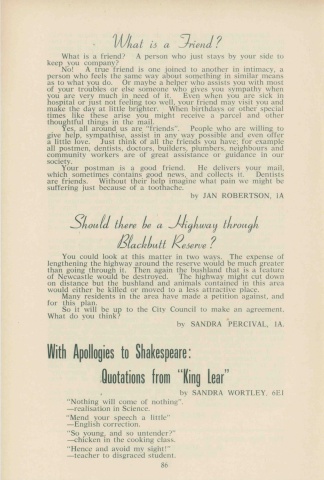 What is a Friend?
What is a friend? A person who just stays by your side to
keep you company?
No! A true friend is one joined to another in intimacy, a
person who feels the same way about something in similar means
as to what you do. Or maybe a helper who assists you with most
of your troubles or else someone who gives you sympathy when
you are very much in need of it. Even when you are sick in
hospital or just not feeling too well, your friend may visit you and
make the day at little brighter. When birthdays or other special
times like these arise you might receive a parcel and other
thoughtful things in the mail.
Yes, all around us are "friends". People who are willing to
give help, sympathise, assist in any way possible and even offer
a little love. Just think of all the friends you have; for example
all postmen, dentists, doctors, builders, plumbers, neighbours and
community workers are of great assistance or guidance in our
society.
Your postman is a good friend. He delivers your mail,
which sometimes contains good news, and collects it. Dentists
are friends. Without their help imagine what pain we might be
suffering just because of a toothache.
by JAN ROBERTSON, 1A
Should there be a Highway through
Blackbutt Reserve?
You could look at this matter in two ways. The expense of
lengthening the highway around the reserve would be much greater
than going through it. Then again the bushland that is a feature
of Newcastle would be destroyed. The highway might cut down
on distance but the bushland and animals contained in this area
would either be killed or moved to a less attractive place.
Many residents in the area have made a petition against, and
for this plan.
So it will be up to the City Council to make an agreement.
What do you think?
by SANDRA PERCIVAL, 1A.
With Apollogies to Shakespeare:
Quotations from "King Lear"
by SANDRA WORTLEY, 6EI
"Nothing will come of nothing".
—realisation in Science.
"Mend your speech a little"
—English correction.
"So young, and so untender?"
—chicken in the cooking class.
"Hence and avoid my sight!"
—teacher to disgraced student.
86